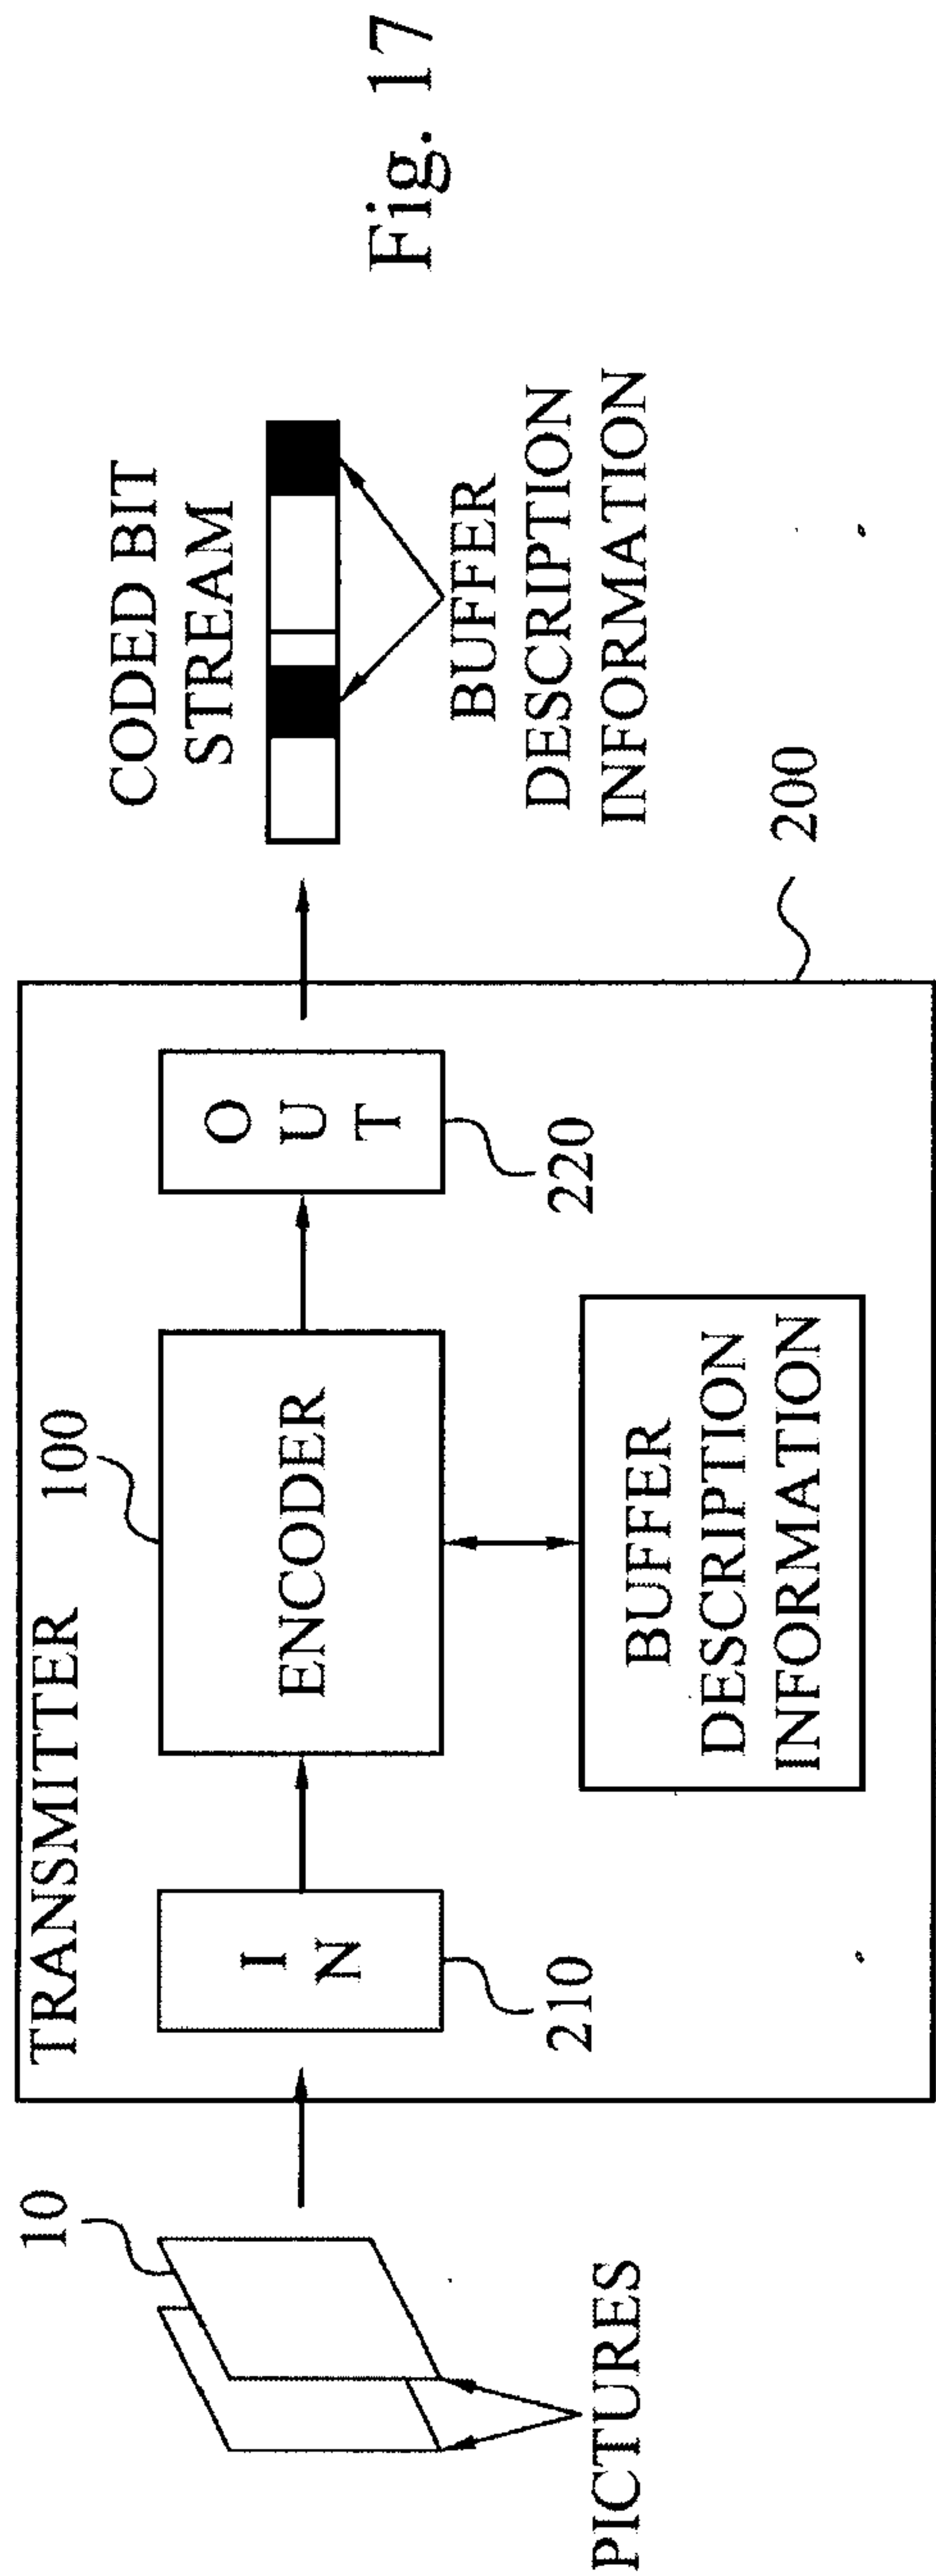 TRANSMITTER
10
PICTURES
I
N
210
100
ENCODER
BUFFER
DESCRIPTION
INFORMATION
O
U
T
220
200
CODED BIT
STREAM
BUFFER
DESCRIPTION
INFORMATION
Fig. 17